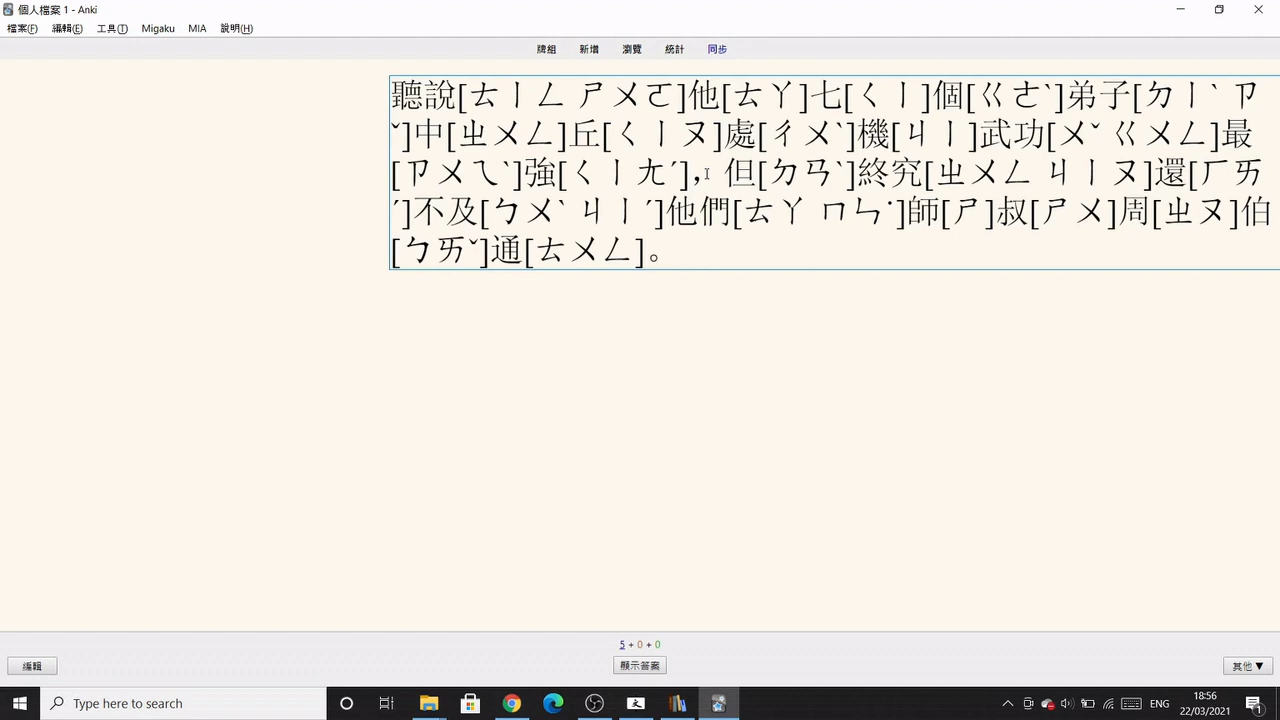 個人檔案 1 - Anki
檔案(F) 編輯(E) 工具(T) Migaku MIA 說明(H)
牌組 新增 瀏覽 統計 同步
聽說[ㄊㄧㄥ ㄕㄨㄛ]他[ㄊㄚ]七[ㄑㄧ]個[ㄍㄜˋ]弟子[ㄉㄧˋ ㄗ
ˇ]中[ㄓㄨㄥ]丘[ㄑㄧㄡ]處[ㄔㄨˋ]機[ㄐㄧ]武功[ㄨˇ ㄍㄨㄥ]最
[ㄗㄨㄟˋ]強[ㄑㄧㄤˊ],但[ㄉㄢˋ]終究[ㄓㄨㄥ ㄐㄧㄡ]還[ㄏㄞ
ˊ]不及[ㄅㄨˋ ㄐㄧˊ]他們[ㄊㄚ ㄇㄣ˙]師[ㄕ]叔[ㄕㄨ]周[ㄓㄡ]伯
[ㄅㄞˇ]通[ㄊㄨㄥ]。
5 + 0 + 0
編輯 顯示答案 其他▼
Type here to search
ENG
18:56
22/03/2021
1